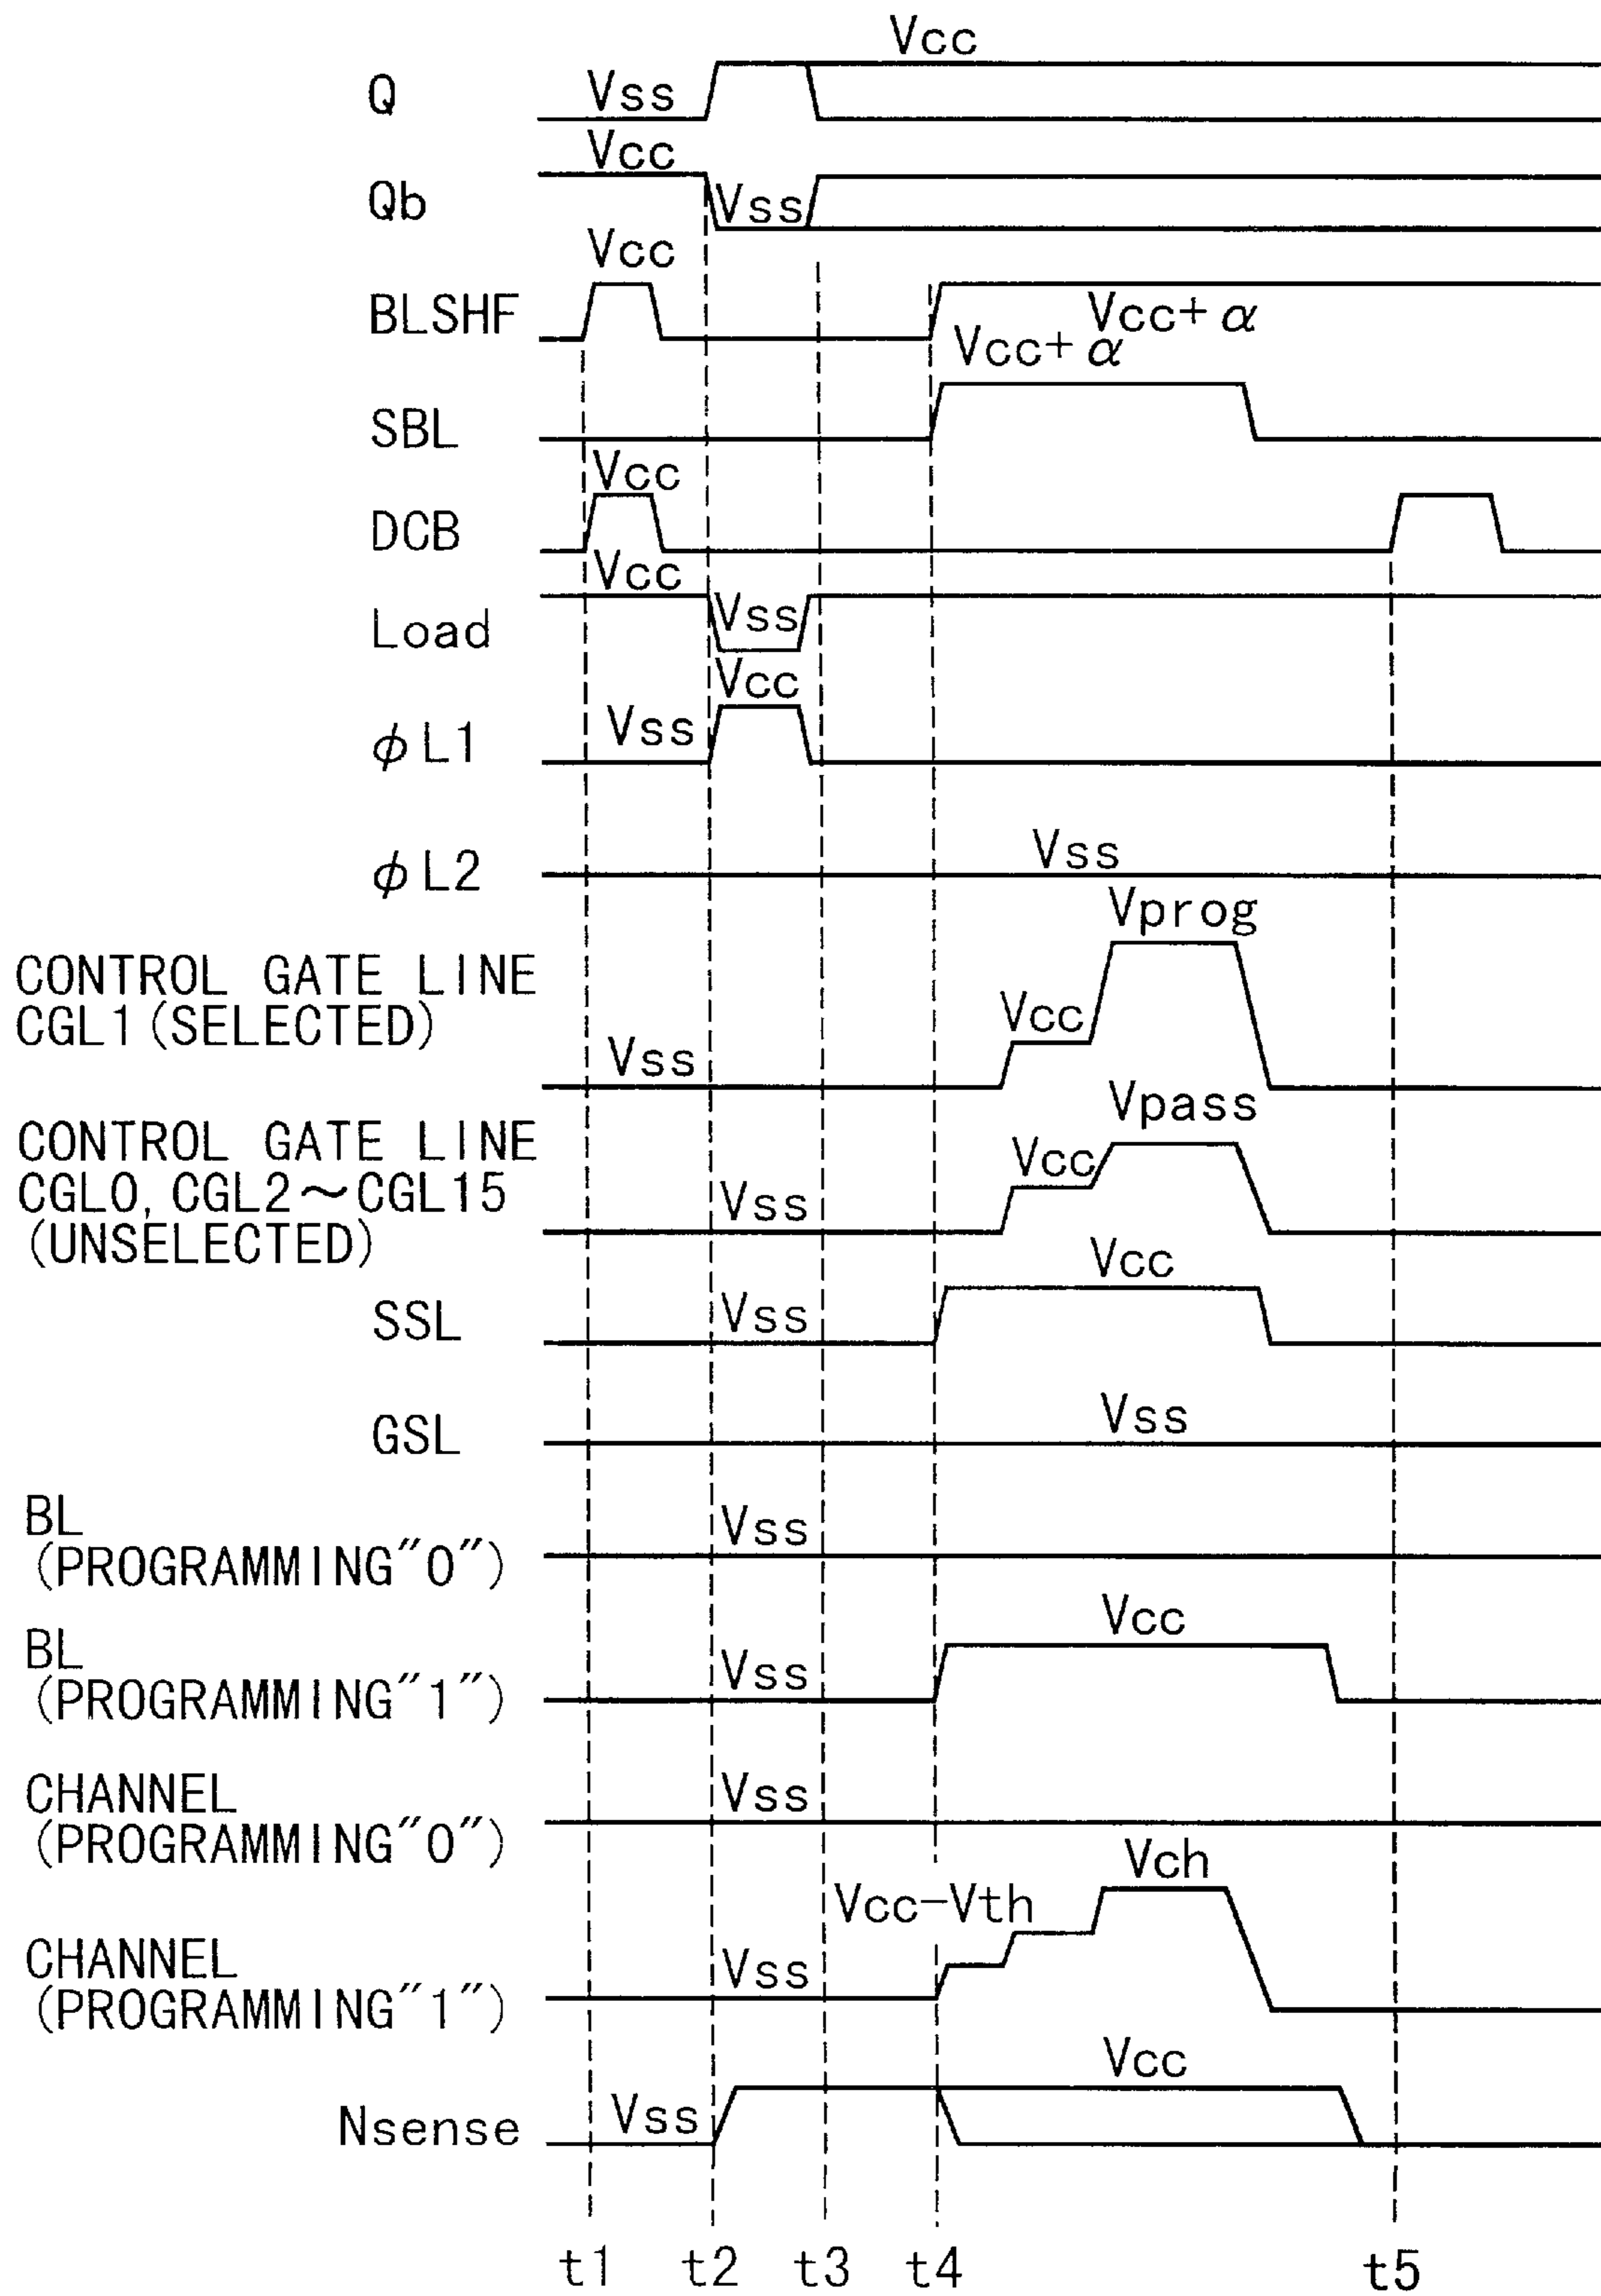 Vcc
Q Vss
Vcc
Qb Vss
Vcc
BLSHF Vcc+α
Vcc+α
SBL
Vcc
DCB
Vcc
Load Vss
Vcc
φL1 Vss
φL2 Vss
Vprog
CONTROL GATE LINE
CGL1(SELECTED) Vcc
Vss
Vpass
CONTROL GATE LINE
Vcc
CGL0, CGL2～CGL15 Vss
(UNSELECTED)
Vcc
SSL Vss
GSL Vss
BL Vss
(PROGRAMMING"0")
Vcc
BL Vss
(PROGRAMMING"1")
CHANNEL Vss
(PROGRAMMING"0")
Vch
Vcc-Vth
CHANNEL Vss
(PROGRAMMING"1")
Vcc
Nsense Vss
t1 t2 t3 t4 t5